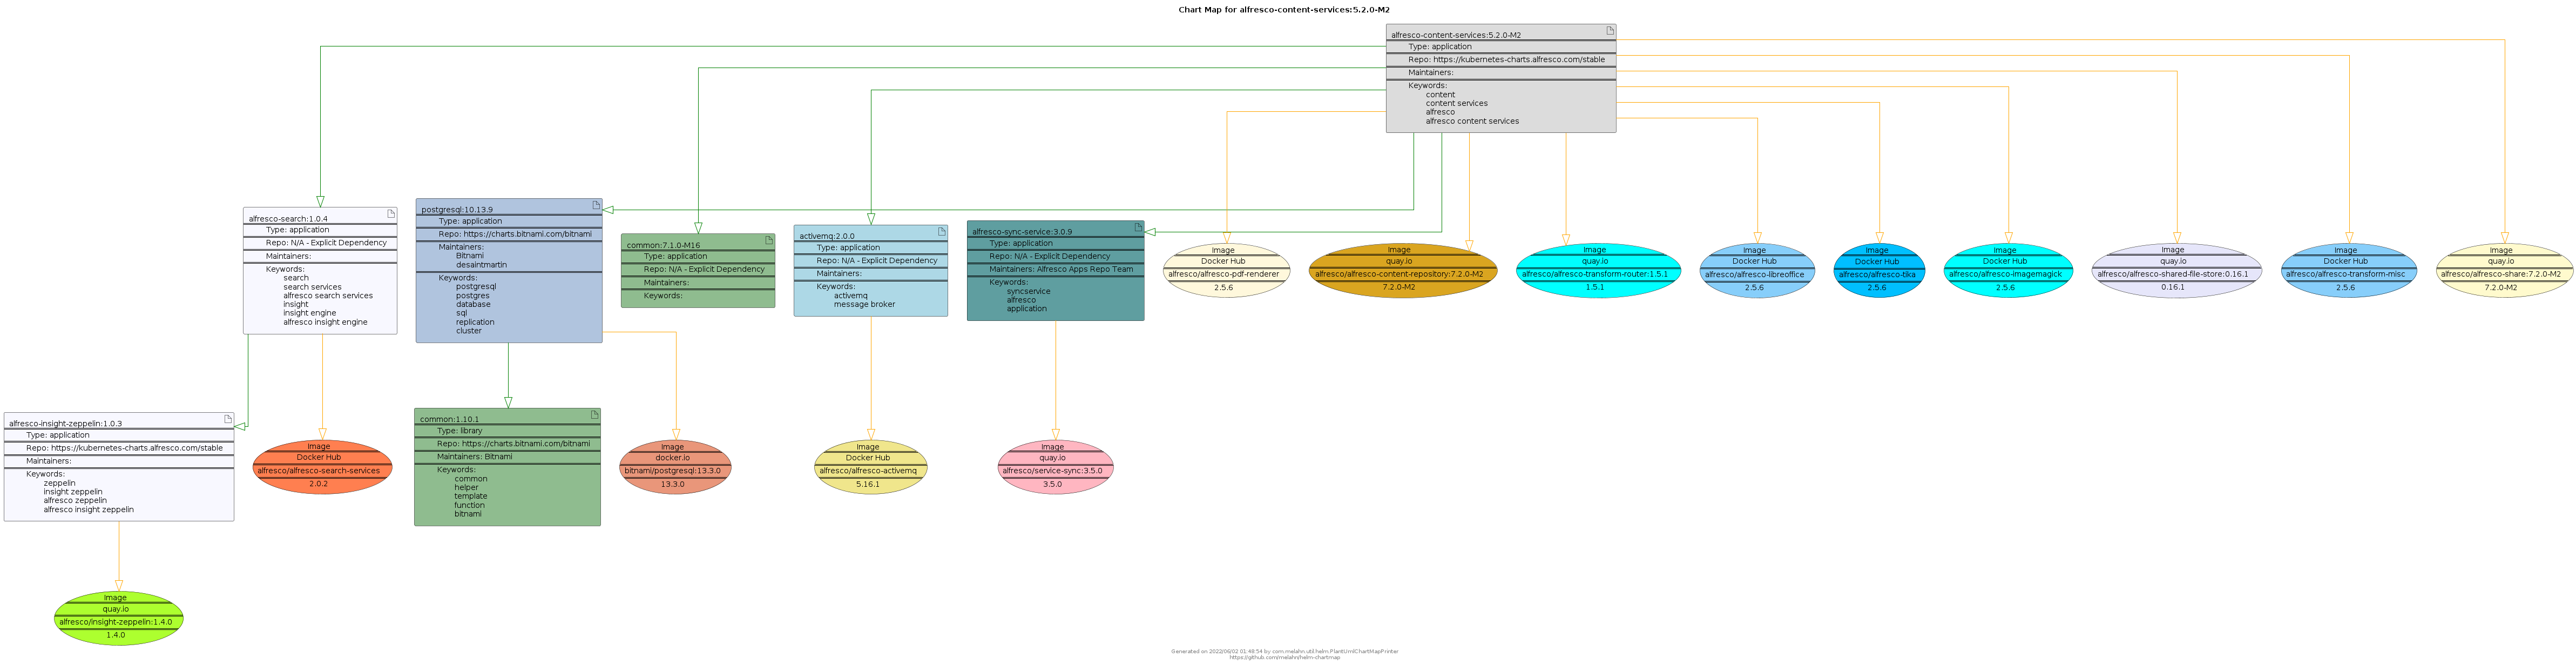 Chart Map for alfresco-content-services:5.2.0-M2
alfresco-content-services:5.2.0-M2
Type: application
Repo: https://kubernetes-charts.alfresco.com/stable
Maintainers:
Keywords:
content
content services
alfresco
alfresco content services
alfresco-search:1.0.4
Type: application
Repo: N/A - Explicit Dependency
Maintainers:
Keywords:
search
search services
alfresco search services
insight
insight engine
alfresco insight engine
postgresql:10.13.9
Type: application
Repo: https://charts.bitnami.com/bitnami
Maintainers:
Bitnami
desaintmartin
Keywords:
postgresql
postgres
database
sql
replication
cluster
common:7.1.0-M16
Type: application
Repo: N/A - Explicit Dependency
Maintainers:
Keywords:
activemq:2.0.0
Type: application
Repo: N/A - Explicit Dependency
Maintainers:
Keywords:
activemq
message broker
alfresco-sync-service:3.0.9
Type: application
Repo: N/A - Explicit Dependency
Maintainers: Alfresco Apps Repo Team
Keywords:
syncservice
alfresco
application
Image
Docker Hub
alfresco/alfresco-pdf-renderer
2.5.6
Image
quay.io
alfresco/alfresco-content-repository:7.2.0-M2
7.2.0-M2
Image
quay.io
alfresco/alfresco-transform-router:1.5.1
1.5.1
Image
Docker Hub
alfresco/alfresco-libreoffice
2.5.6
Image
Docker Hub
alfresco/alfresco-tika
2.5.6
Image
Docker Hub
alfresco/alfresco-imagemagick
2.5.6
Image
quay.io
alfresco/alfresco-shared-file-store:0.16.1
0.16.1
Image
Docker Hub
alfresco/alfresco-transform-misc
2.5.6
Image
quay.io
alfresco/alfresco-share:7.2.0-M2
7.2.0-M2
alfresco-insight-zeppelin:1.0.3
Type: application
Repo: https://kubernetes-charts.alfresco.com/stable
Maintainers:
Keywords:
zeppelin
insight zeppelin
alfresco zeppelin
alfresco insight zeppelin
Image
Docker Hub
alfresco/alfresco-search-services
2.0.2
common:1.10.1
Type: library
Repo: https://charts.bitnami.com/bitnami
Maintainers: Bitnami
Keywords:
common
helper
template
function
bitnami
Image
docker.io
bitnami/postgresql:13.3.0
13.3.0
Image
Docker Hub
alfresco/alfresco-activemq
5.16.1
Image
quay.io
alfresco/service-sync:3.5.0
3.5.0
Image
quay.io
alfresco/insight-zeppelin:1.4.0
1.4.0
Generated on 2022/06/02 01:48:54 by com.melahn.util.helm.PlantUmlChartMapPrinter
https://github.com/melahn/helm-chartmap